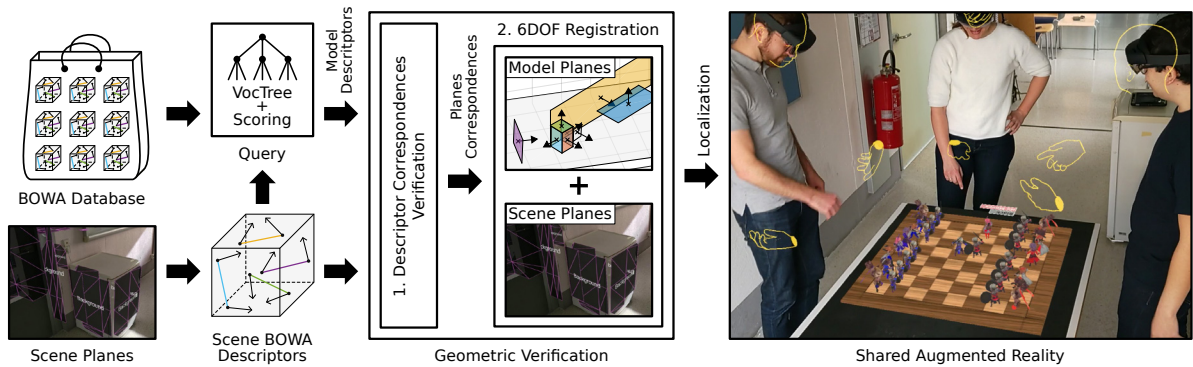 BOWA Database
VocTree
+
Scoring
Query
Model
Descritptors
Scene Planes
Scene BOWA
Descriptors
1. Descriptor Correspondences
Verification
Planes
Correspondences
2. 6DOF Registration
Model Planes
+
Scene Planes
Geometric Verification
Localization
Shared Augmented Reality